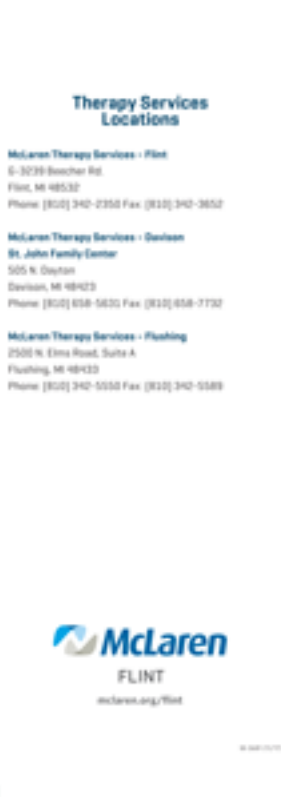 Therapy Services
Locations
McLaren Therapy Services - Flint
G-3239 Beecher Rd.
Flint, MI 48532
Phone: (810) 342-2350 Fax: (810) 342-3652
McLaren Therapy Services - Davison
St. John Family Center
505 N. Dayton
Davison, MI 48423
Phone: (810) 658-5631 Fax: (810) 658-7732
McLaren Therapy Services - Flushing
2500 N. Elms Road, Suite A
Flushing, MI 48433
Phone: (810) 342-5550 Fax: (810) 342-5589
McLaren
FLINT
mclaren.org/flint